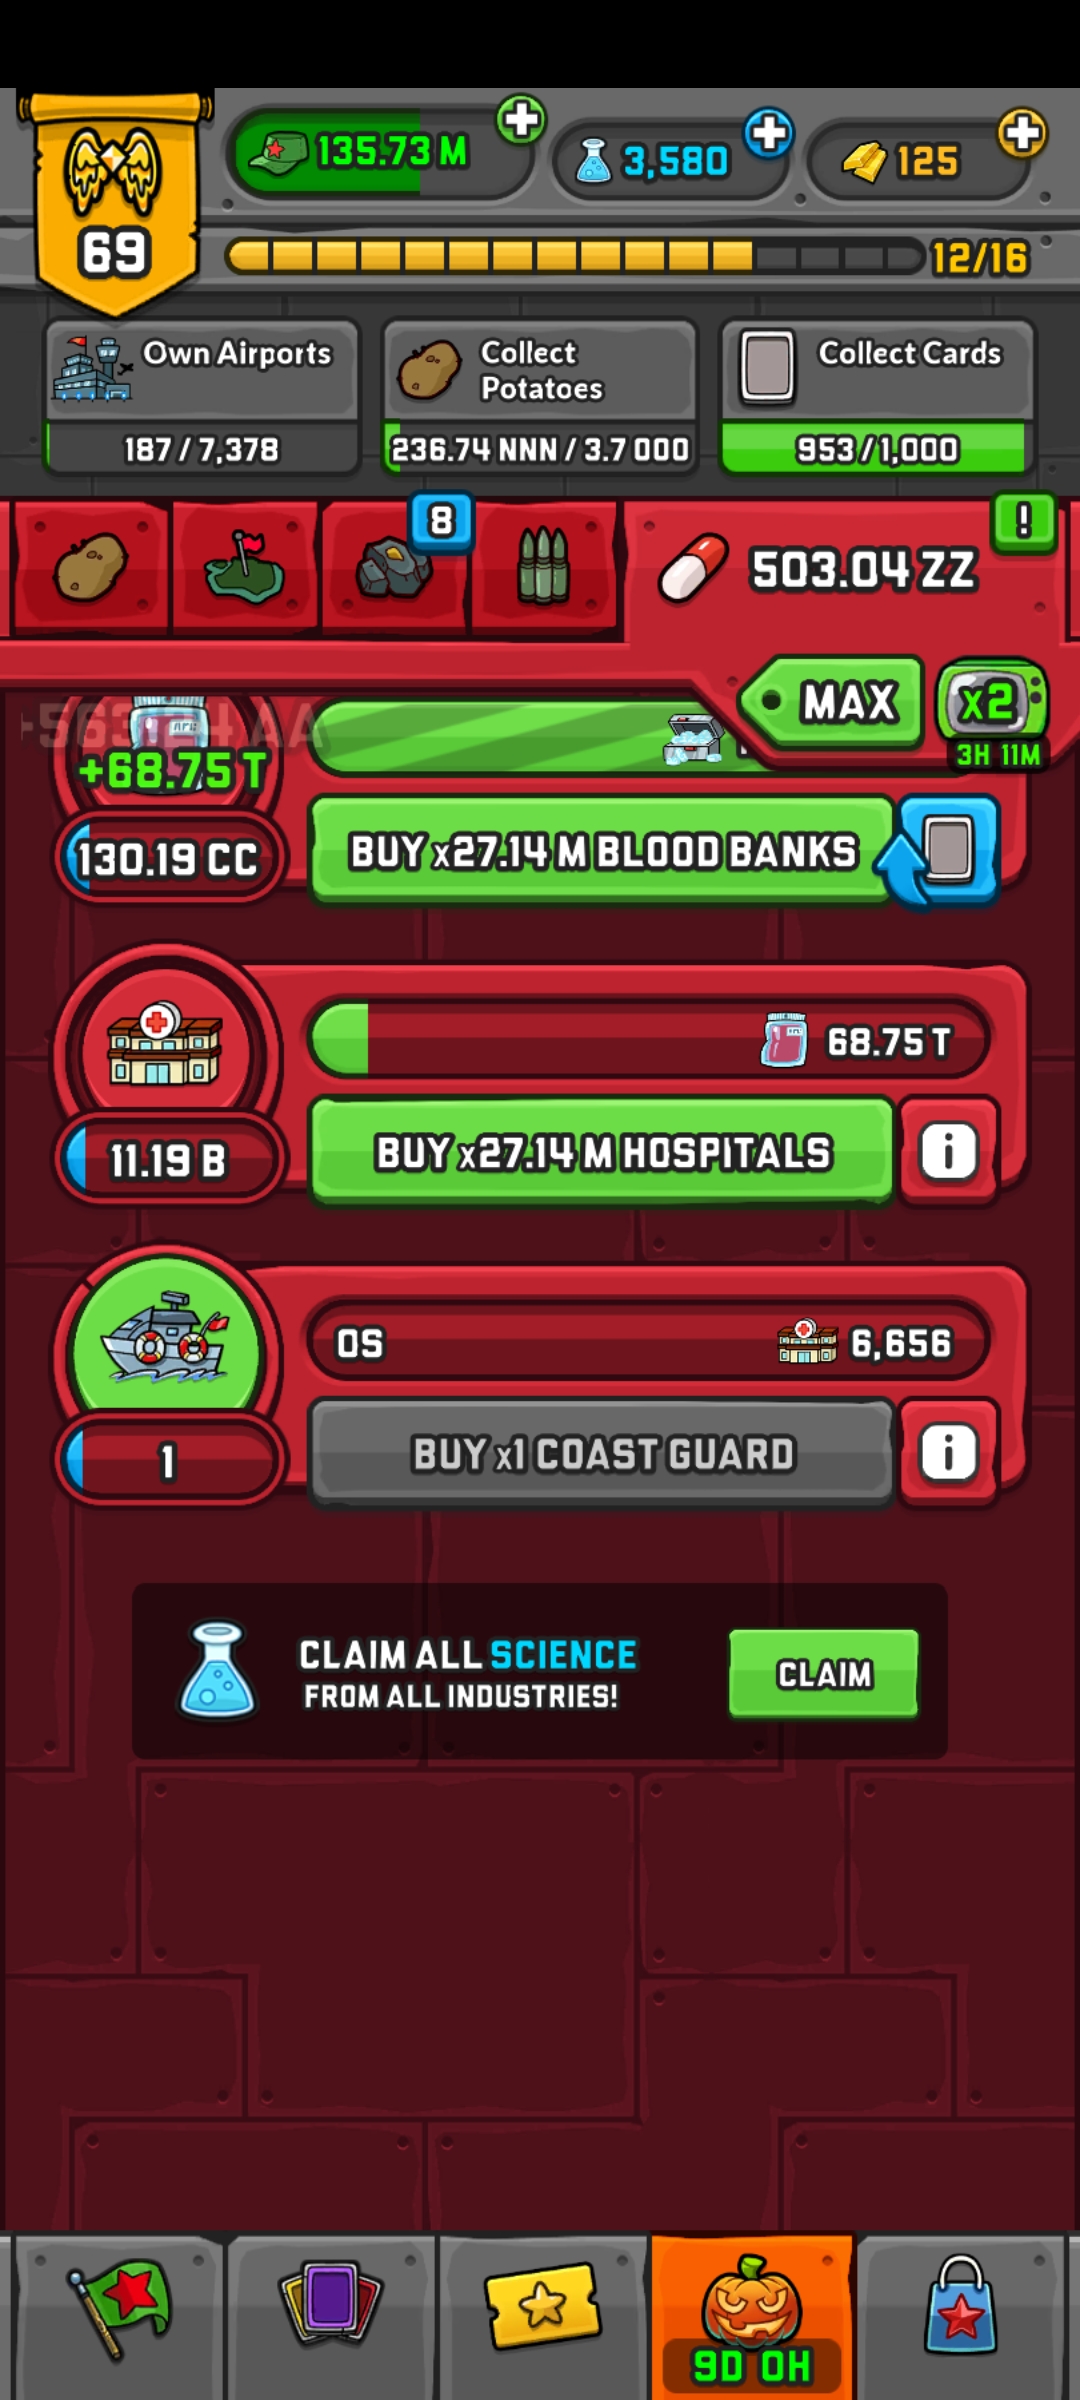 69
135.73 M
3,580
125
12/16
Own Airports
187 / 7,378
Collect
Potatoes
236.74 NNN / 3.7 OOO
Collect Cards
953 / 1,000
8
503.04 ZZ
!
MAX
x2
3H 11M
+68.75 T
130.19 CC
BUY x27.14 M BLOOD BANKS
68.75 T
11.19 B
BUY x27.14 M HOSPITALS
i
0S
6,656
1
BUY x1 COAST GUARD
i
CLAIM ALL SCIENCE
FROM ALL INDUSTRIES!
CLAIM
9D 0H